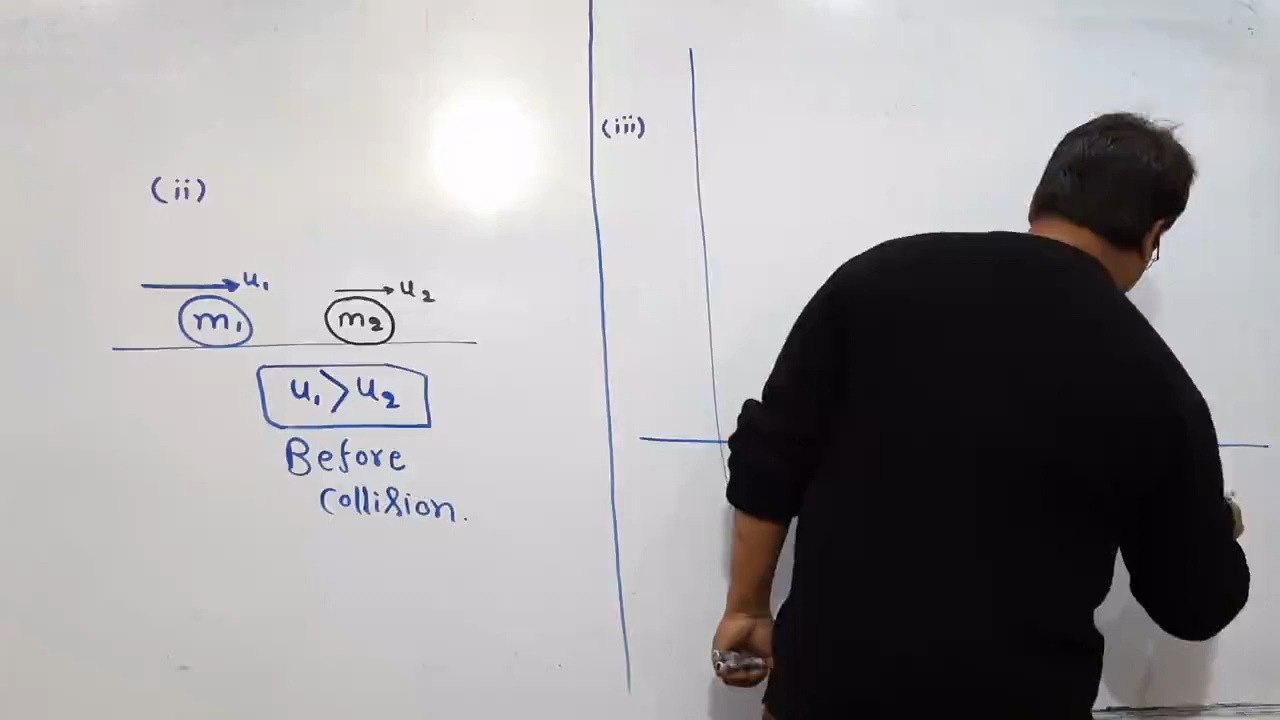 (ii)
u₁
u₂
m₁
m₂
u₁ > u₂
Before
Collision.
(iii)